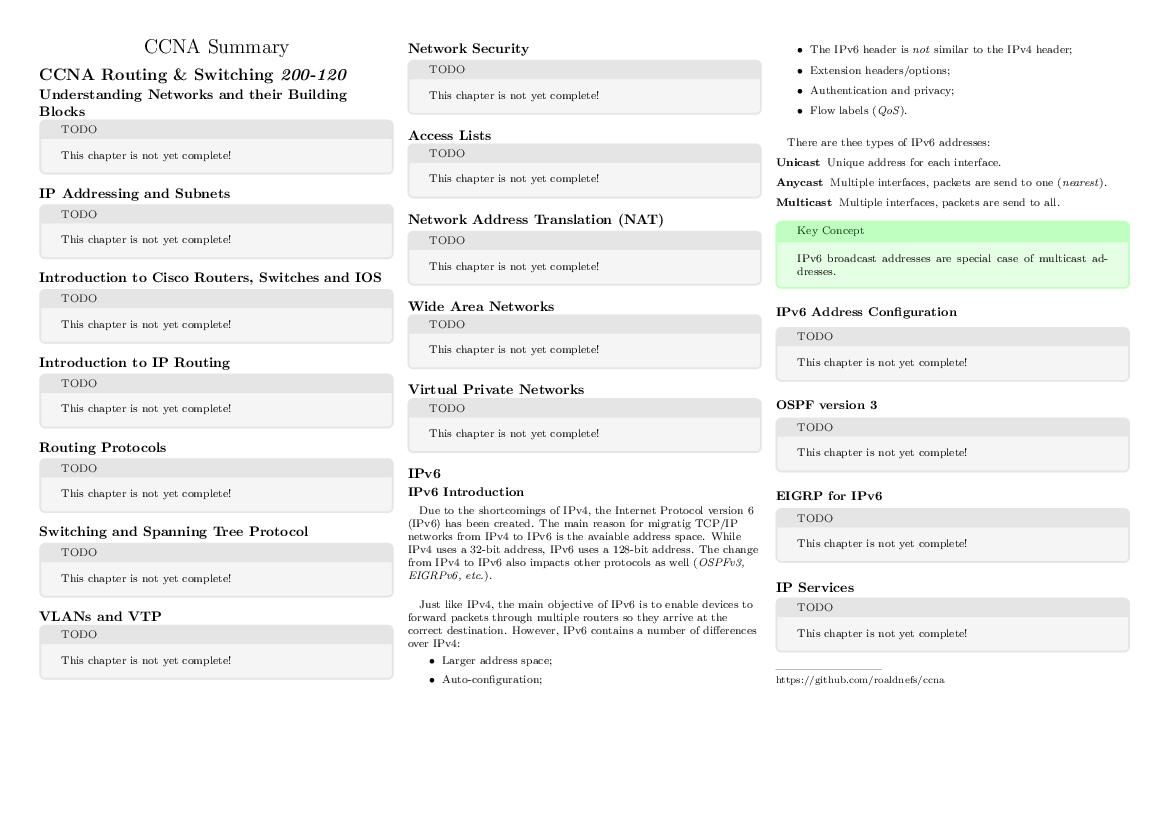 CCNA Summary
CCNA Routing & Switching 200-120
Understanding Networks and their Building
Blocks
TODO
This chapter is not yet complete!
IP Addressing and Subnets
TODO
This chapter is not yet complete!
Introduction to Cisco Routers, Switches and IOS
TODO
This chapter is not yet complete!
Introduction to IP Routing
TODO
This chapter is not yet complete!
Routing Protocols
TODO
This chapter is not yet complete!
Switching and Spanning Tree Protocol
TODO
This chapter is not yet complete!
VLANs and VTP
TODO
This chapter is not yet complete!
Network Security
TODO
This chapter is not yet complete!
Access Lists
TODO
This chapter is not yet complete!
Network Address Translation (NAT)
TODO
This chapter is not yet complete!
Wide Area Networks
TODO
This chapter is not yet complete!
Virtual Private Networks
TODO
This chapter is not yet complete!
IPv6
IPv6 Introduction
Due to the shortcomings of IPv4, the Internet Protocol version 6
(IPv6) has been created. The main reason for migratig TCP/IP
networks from IPv4 to IPv6 is the avaiable address space. While
IPv4 uses a 32-bit address, IPv6 uses a 128-bit address. The change
from IPv4 to IPv6 also impacts other protocols as well (OSPFv3,
EIGRPv6, etc.).
Just like IPv4, the main objective of IPv6 is to enable devices to
forward packets through multiple routers so they arrive at the
correct destination. However, IPv6 contains a number of differences
over IPv4:
• Larger address space;
• Auto-configuration;
• The IPv6 header is not similar to the IPv4 header;
• Extension headers/options;
• Authentication and privacy;
• Flow labels (QoS).
There are thee types of IPv6 addresses:
Unicast Unique address for each interface.
Anycast Multiple interfaces, packets are send to one (nearest).
Multicast Multiple interfaces, packets are send to all.
Key Concept
IPv6 broadcast addresses are special case of multicast ad-
dresses.
IPv6 Address Configuration
TODO
This chapter is not yet complete!
OSPF version 3
TODO
This chapter is not yet complete!
EIGRP for IPv6
TODO
This chapter is not yet complete!
IP Services
TODO
This chapter is not yet complete!
https://github.com/roaldnefs/ccna